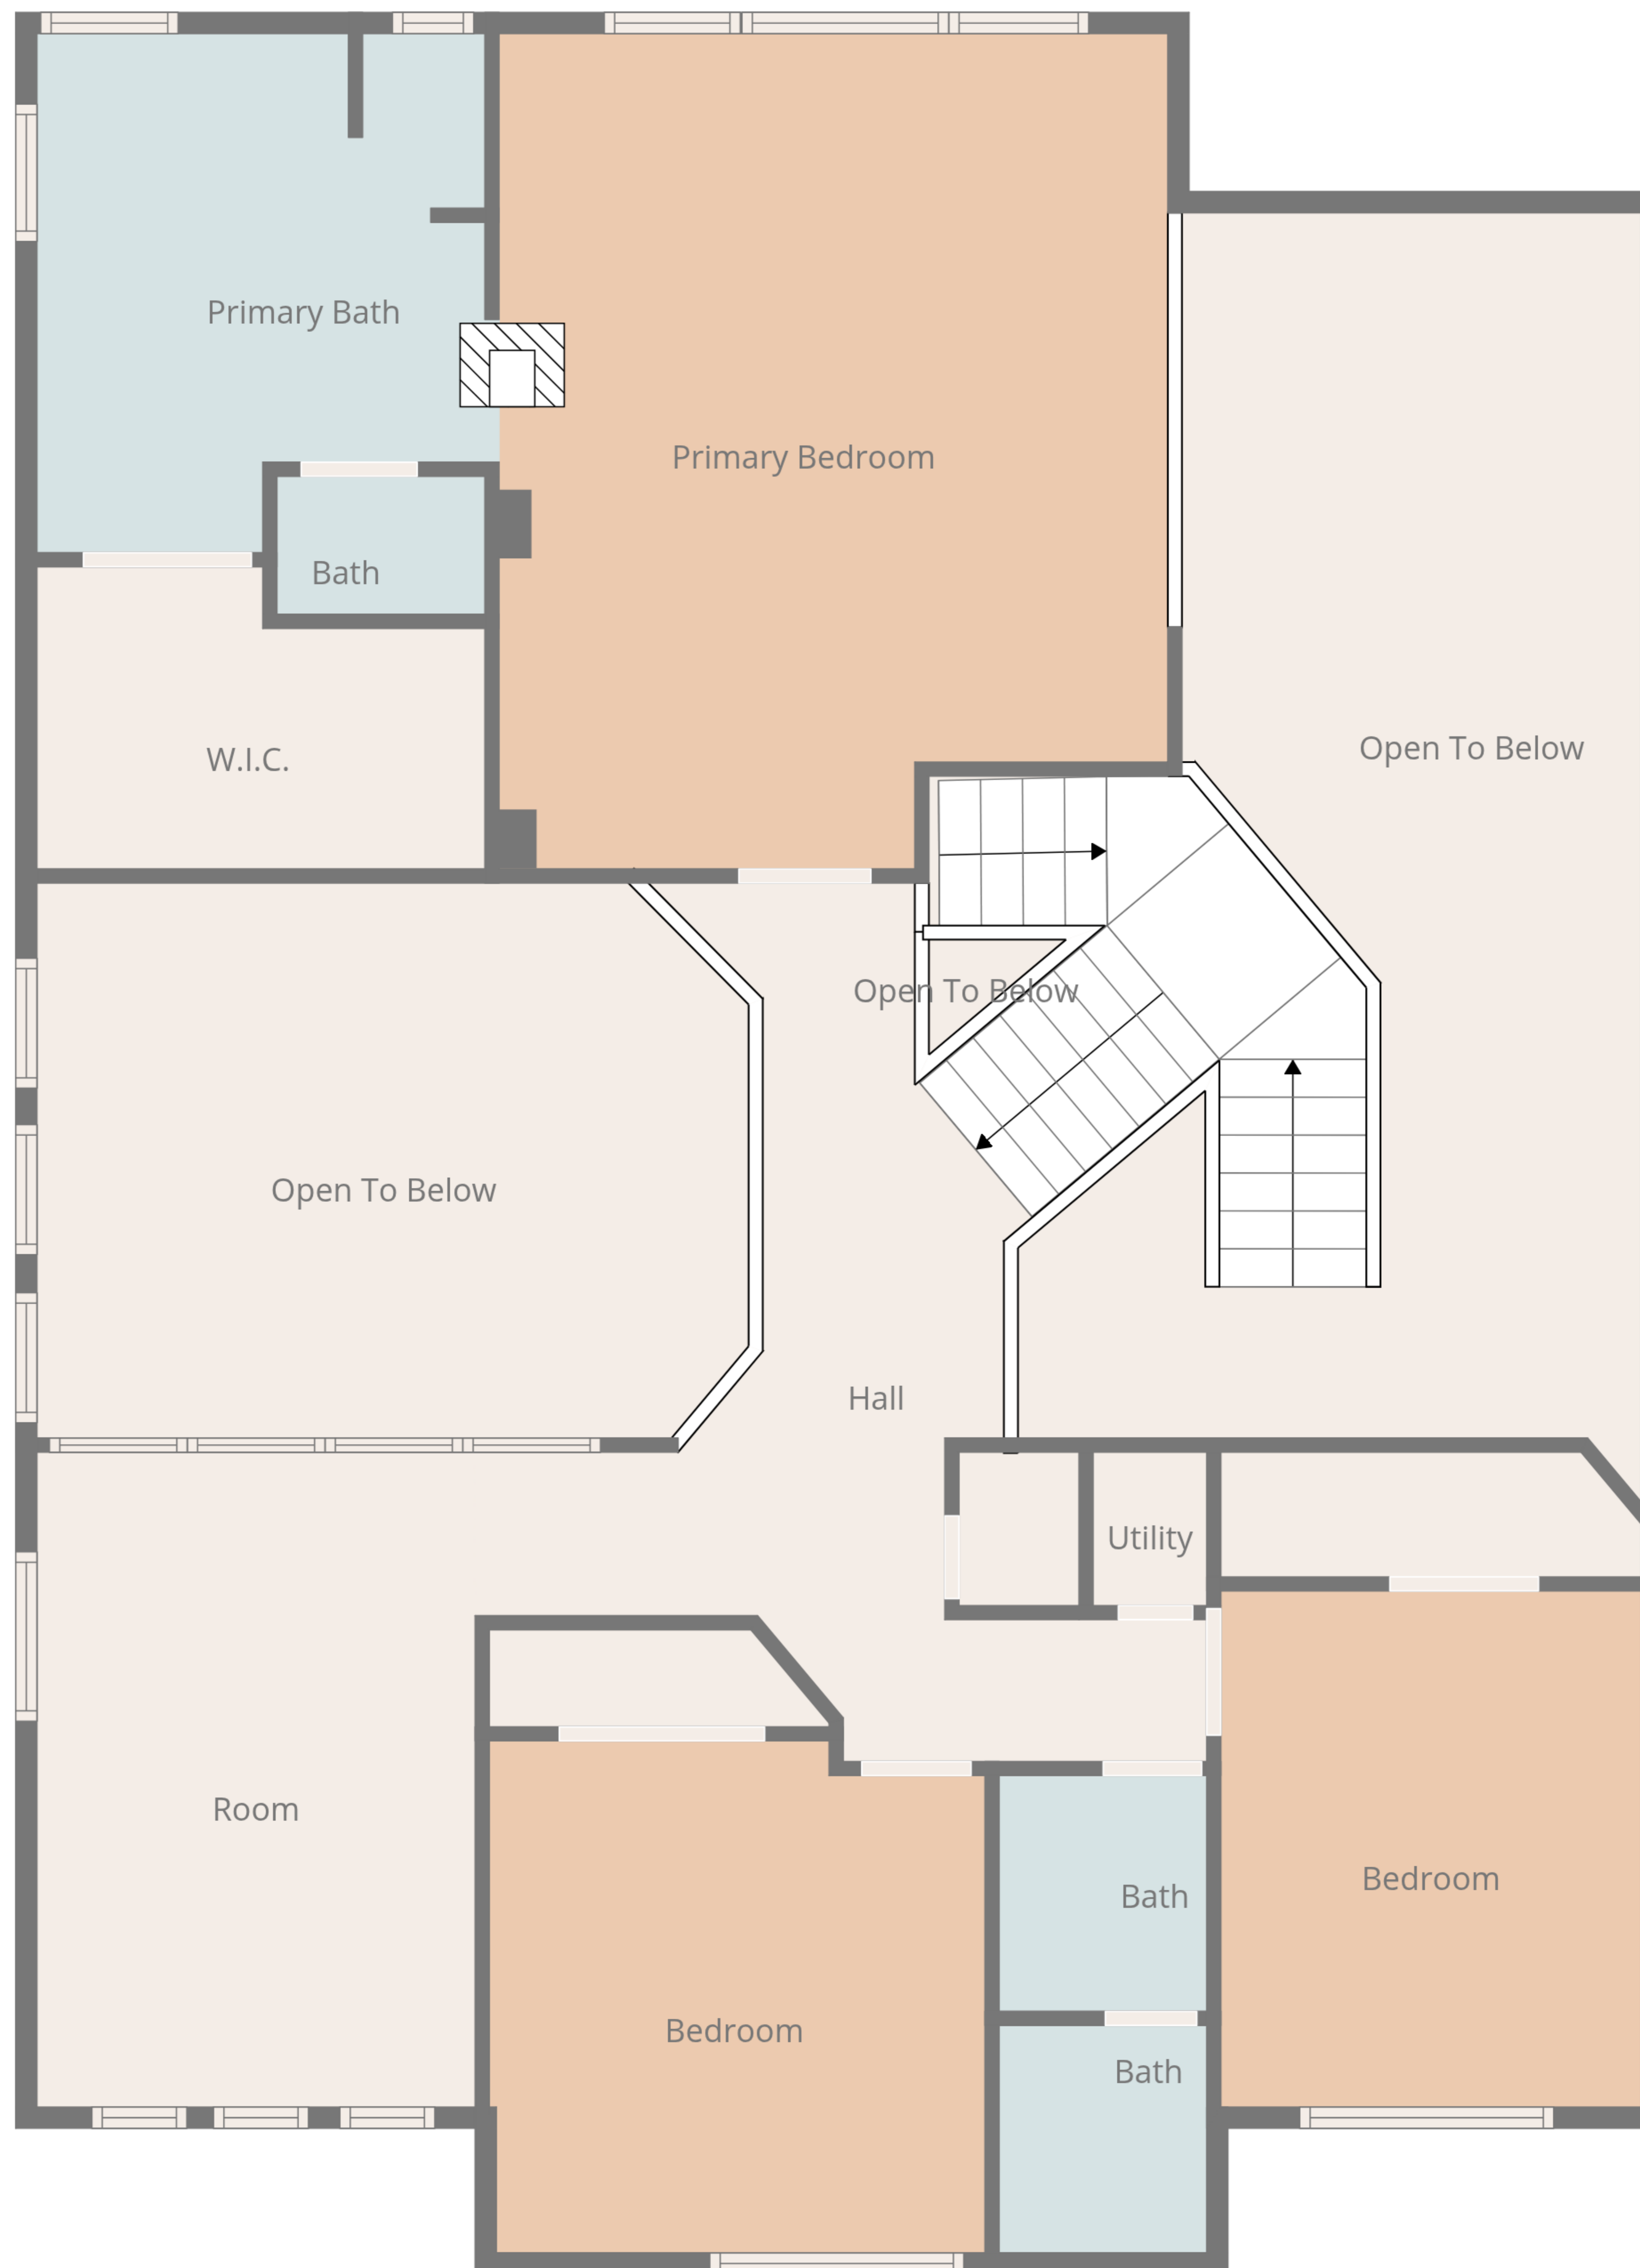 Primary Bath
Primary Bedroom
Bath
W.I.C.
Open To Below
Open To Below
Open To Below
Hall
Utility
Room
Bedroom
Bath
Bedroom
Bath